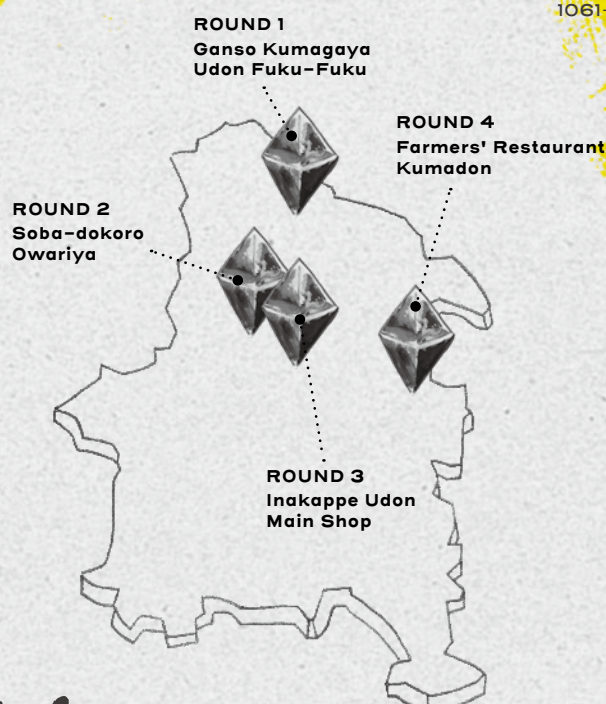 1061-
ROUND 1
Ganso Kumagaya
Udon Fuku-Fuku
ROUND 4
Farmers' Restaurant
Kumadon
ROUND 2
Soba-dokoro
Owariya
ROUND 3
Inakappe Udon
Main Shop